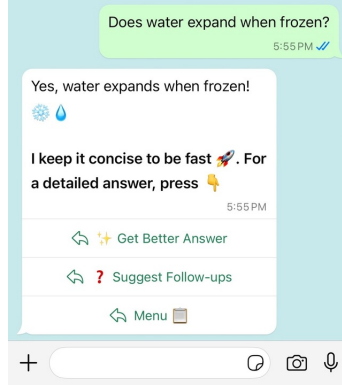 Does water expand when frozen?
5:55 PM
Yes, water expands when frozen!
❄️💧
I keep it concise to be fast 🚀. For
a detailed answer, press 👇
5:55 PM
✨ Get Better Answer
❓ Suggest Follow-ups
Menu 📋